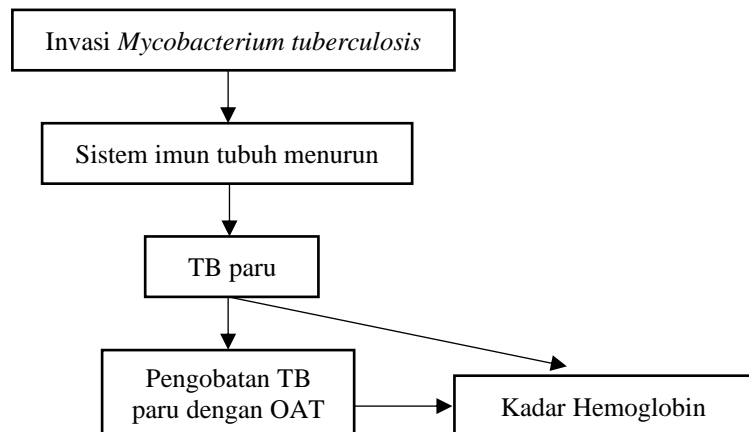 Invasi Mycobacterium tuberculosis
Sistem imun tubuh menurun
TB paru
Pengobatan TB
paru dengan OAT
Kadar Hemoglobin